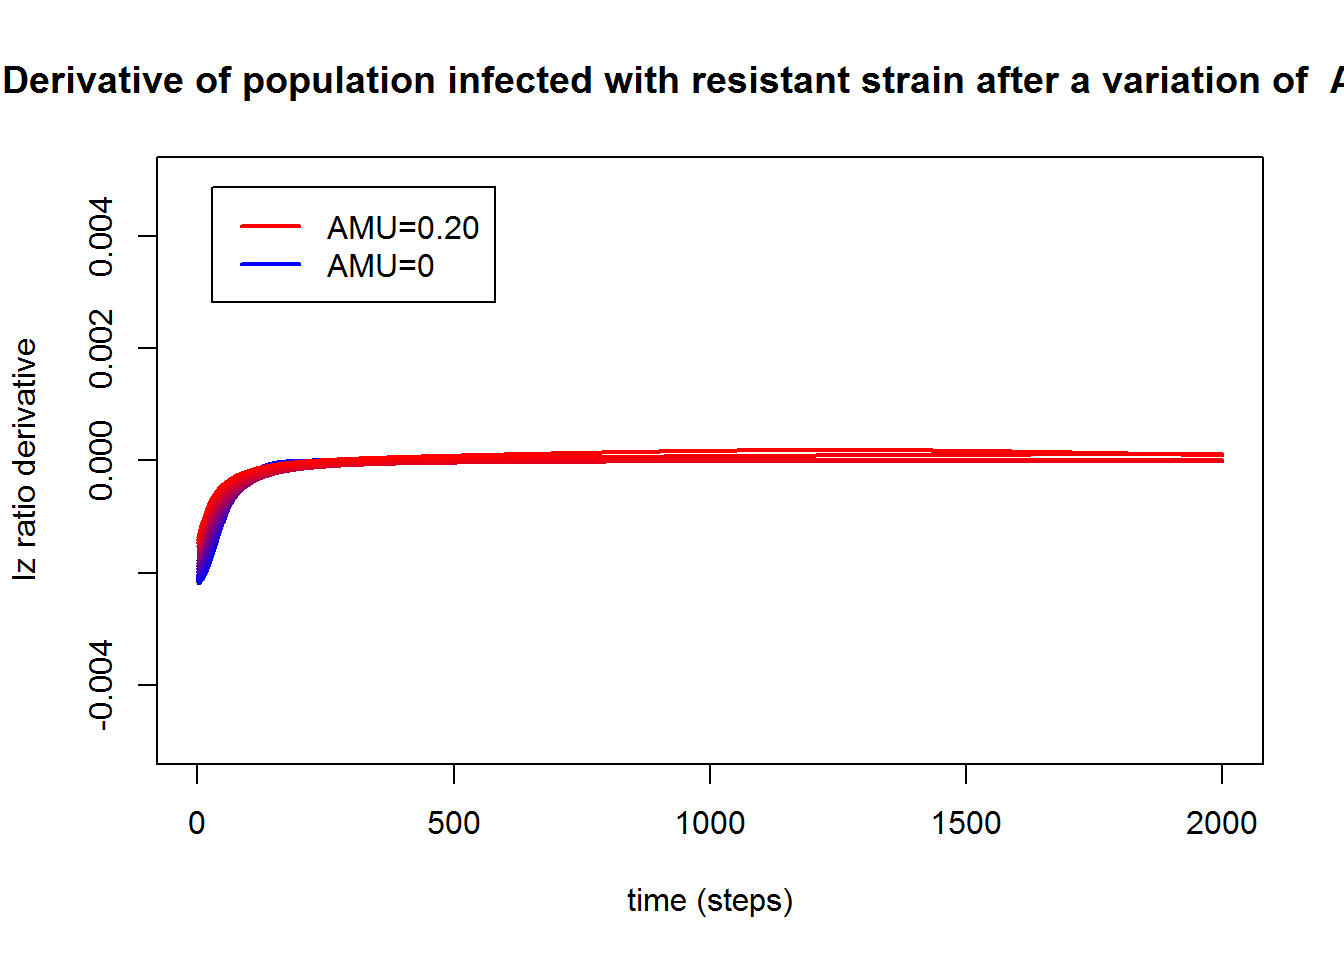 Derivative of population infected with resistant strain after a variation of A
AMU=0.20
AMU=0
Iz ratio derivative
0.004
0.002
0.000
-0.004
0 500 1000 1500 2000
time (steps)